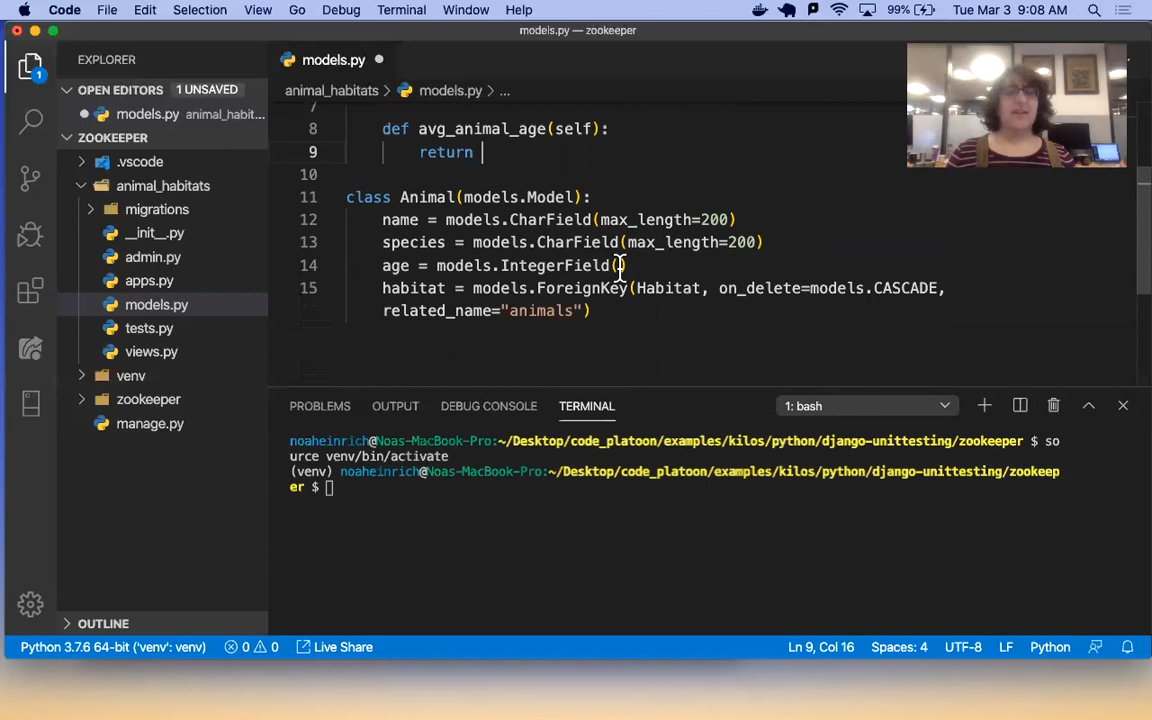 Code File Edit Selection View Go Debug Terminal Window Help 99% Tue Mar 3 9:08 AM
models.py — zookeeper
EXPLORER
models.py
OPEN EDITORS 1 UNSAVED
animal_habitats > models.py > ...
models.py animal_habit...
7
ZOOKEEPER
8 def avg_animal_age(self):
.vscode
9 return
animal_habitats
10
migrations
11 class Animal(models.Model):
__init__.py
12 name = models.CharField(max_length=200)
admin.py
13 species = models.CharField(max_length=200)
apps.py
14 age = models.IntegerField()
models.py
15 habitat = models.ForeignKey(Habitat, on_delete=models.CASCADE,
related_name="animals")
tests.py
views.py
venv
zookeeper
manage.py
PROBLEMS OUTPUT DEBUG CONSOLE TERMINAL 1: bash
noaheinrich@Noas-MacBook-Pro:~/Desktop/code_platoon/examples/kilos/python/django-unittesting/zookeeper $ so
urce venv/bin/activate
(venv) noaheinrich@Noas-MacBook-Pro:~/Desktop/code_platoon/examples/kilos/python/django-unittesting/zookeep
er $
OUTLINE
Python 3.7.6 64-bit ('venv': venv) 0 0 Live Share Ln 9, Col 16 Spaces: 4 UTF-8 LF Python
1